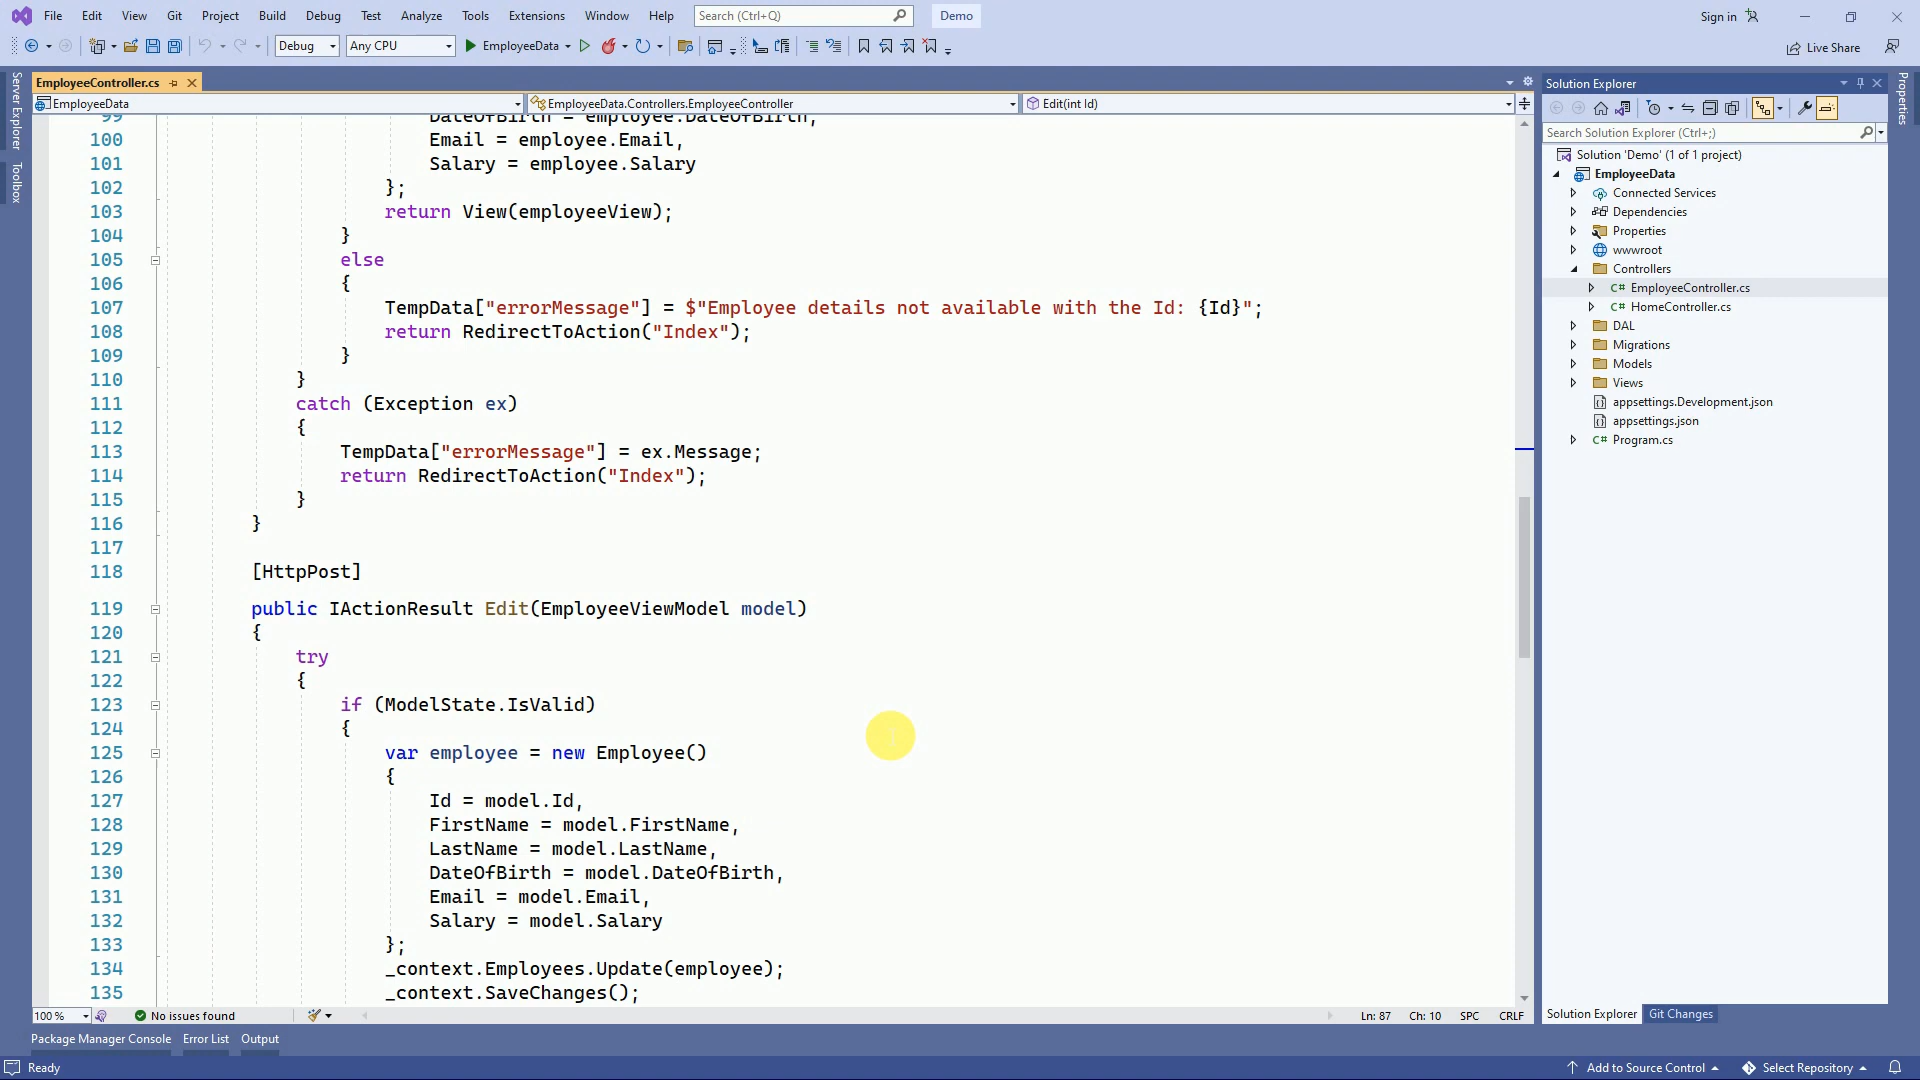 File Edit View Git Project Build Debug Test Analyze Tools Extensions Window Help Search (Ctrl+Q) Demo Sign in
Debug Any CPU EmployeeData Live Share
Server Explorer
Toolbox
EmployeeController.cs
EmployeeData EmployeeData.Controllers.EmployeeController Edit(int Id)
99 DateOfBirth = employee.DateOfBirth,
100 Email = employee.Email,
101 Salary = employee.Salary
102 };
103 return View(employeeView);
104 }
105 else
106 {
107 TempData["errorMessage"] = $"Employee details not available with the Id: {Id}";
108 return RedirectToAction("Index");
109 }
110 }
111 catch (Exception ex)
112 {
113 TempData["errorMessage"] = ex.Message;
114 return RedirectToAction("Index");
115 }
116 }
117
118 [HttpPost]
119 public IActionResult Edit(EmployeeViewModel model)
120 {
121 try
122 {
123 if (ModelState.IsValid)
124 {
125 var employee = new Employee()
126 {
127 Id = model.Id,
128 FirstName = model.FirstName,
129 LastName = model.LastName,
130 DateOfBirth = model.DateOfBirth,
131 Email = model.Email,
132 Salary = model.Salary
133 };
134 _context.Employees.Update(employee);
135 _context.SaveChanges();
100 % No issues found Ln: 87 Ch: 10 SPC CRLF
Solution Explorer
Search Solution Explorer (Ctrl+;)
Solution 'Demo' (1 of 1 project)
EmployeeData
Connected Services
Dependencies
Properties
wwwroot
Controllers
C# EmployeeController.cs
C# HomeController.cs
DAL
Migrations
Models
Views
appsettings.Development.json
appsettings.json
C# Program.cs
Solution Explorer Git Changes
Properties
Package Manager Console Error List Output
Ready Add to Source Control Select Repository